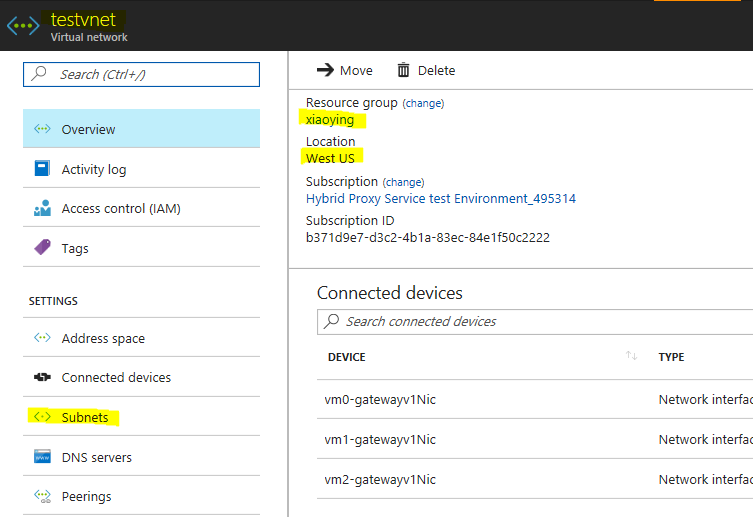 testvnet
Virtual network
Search (Ctrl+/)
Overview
Activity log
Access control (IAM)
Tags
SETTINGS
Address space
Connected devices
Subnets
DNS servers
Peerings
Move Delete
Resource group (change)
xiaoying
Location
West US
Subscription (change)
Hybrid Proxy Service test Environment_495314
Subscription ID
b371d9e7-d3c2-4b1a-83ec-84e1f50c2222
Connected devices
Search connected devices
DEVICE TYPE
vm0-gatewayv1Nic Network interfac
vm1-gatewayv1Nic Network interfac
vm2-gatewayv1Nic Network interfac